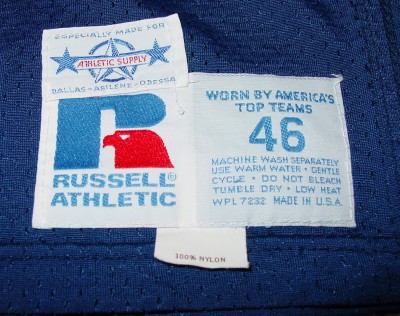 ESPECIALLY MADE FOR
ATHLETIC SUPPLY
DALLAS-ABILENE-ODESSA
R
RUSSELL®
ATHLETIC
WORN BY AMERICA'S
TOP TEAMS
46
MACHINE WASH SEPARATELY
USE WARM WATER • GENTLE
CYCLE • DO NOT BLEACH
TUMBLE DRY • LOW HEAT
WPL 7232 MADE IN U.S.A.
100% NYLON